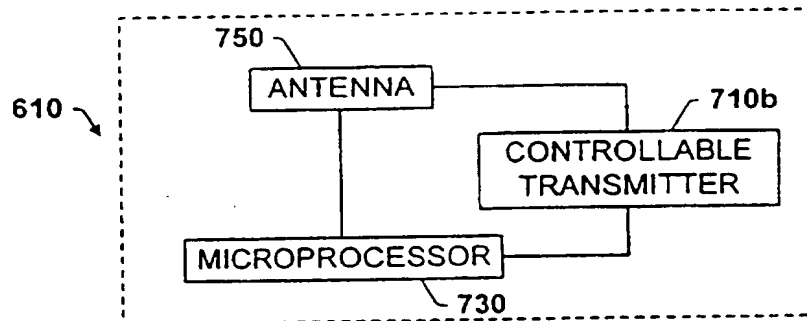 750
ANTENNA
610
710b
CONTROLLABLE
TRANSMITTER
MICROPROCESSOR
730